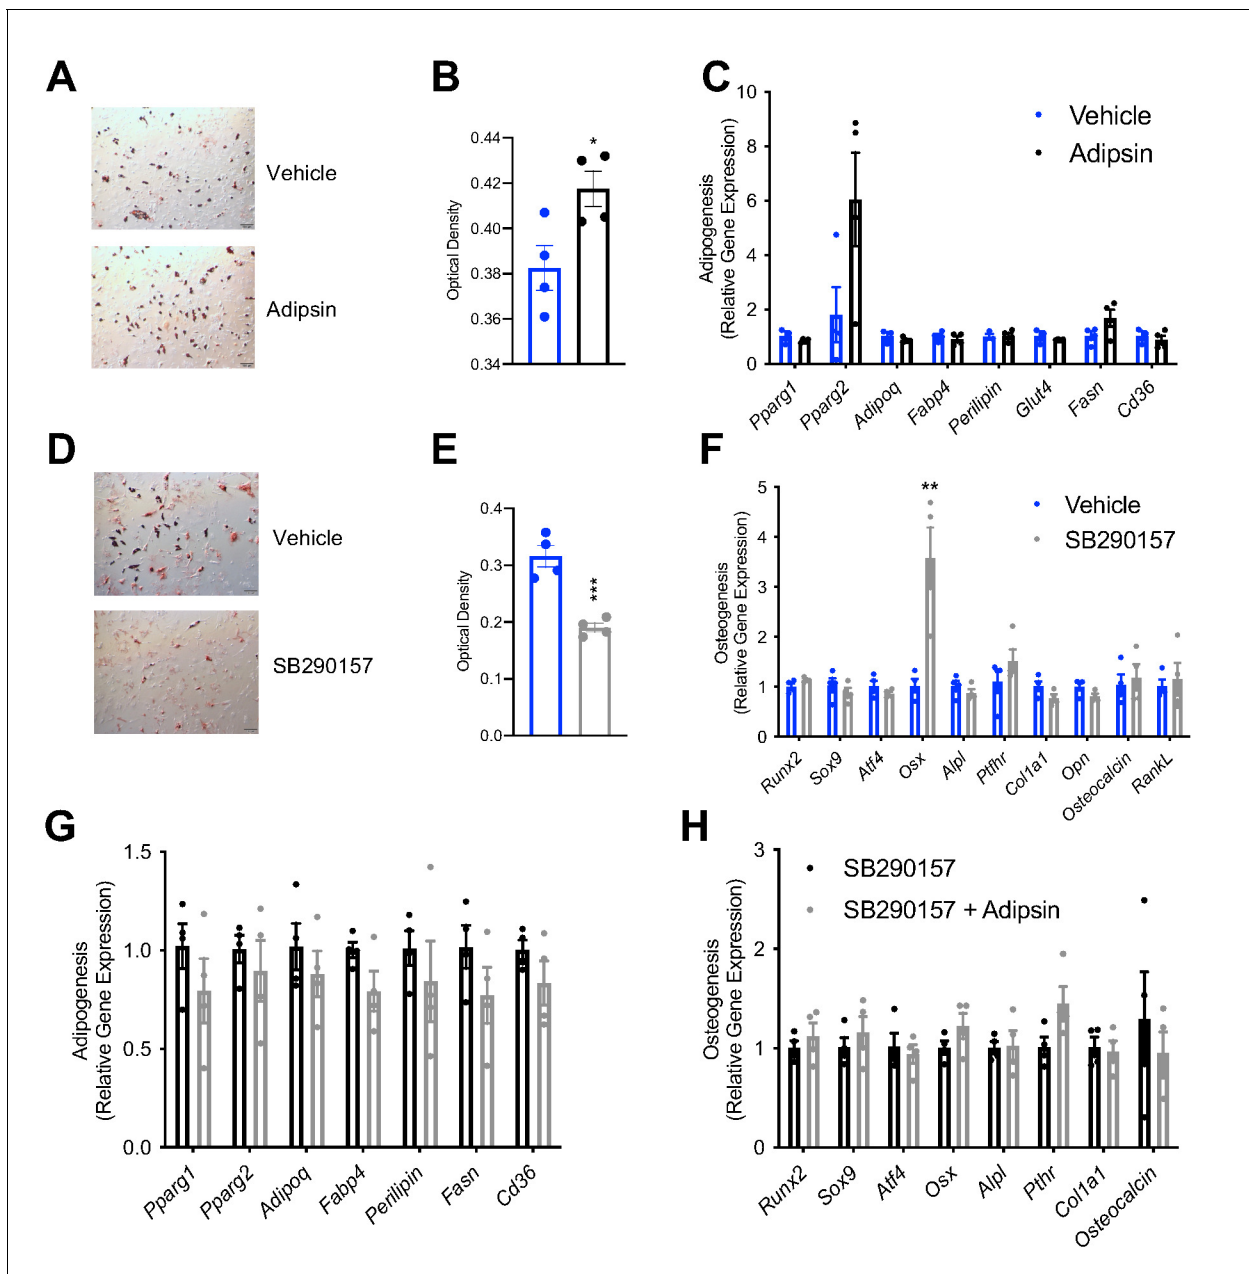 A
Vehicle
Adipsin
B
Optical Density
0.44
0.42
0.40
0.38
0.36
0.34
*
C
Adipogenesis
(Relative Gene Expression)
10
8
6
4
2
0
Vehicle
Adipsin
Pparg1
Pparg2
Adipoq
Fabp4
Perilipin
Glut4
Fasn
Cd36
D
Vehicle
SB290157
E
Optical Density
0.4
0.3
0.2
0.1
0.0
***
F
Osteogenesis
(Relative Gene Expression)
5
4
3
2
1
0
**
Vehicle
SB290157
Runx2
Sox9
Atf4
Osx
Alpl
Ptfhr
Col1a1
Opn
Osteocalcin
RankL
G
Adipogenesis
(Relative Gene Expression)
1.5
1.0
0.5
0.0
Pparg1
Pparg2
Adipoq
Fabp4
Perilipin
Fasn
Cd36
H
Osteogenesis
(Relative Gene Expression)
3
2
1
0
SB290157
SB290157 + Adipsin
Runx2
Sox9
Atf4
Osx
Alpl
Pthr
Col1a1
Osteocalcin